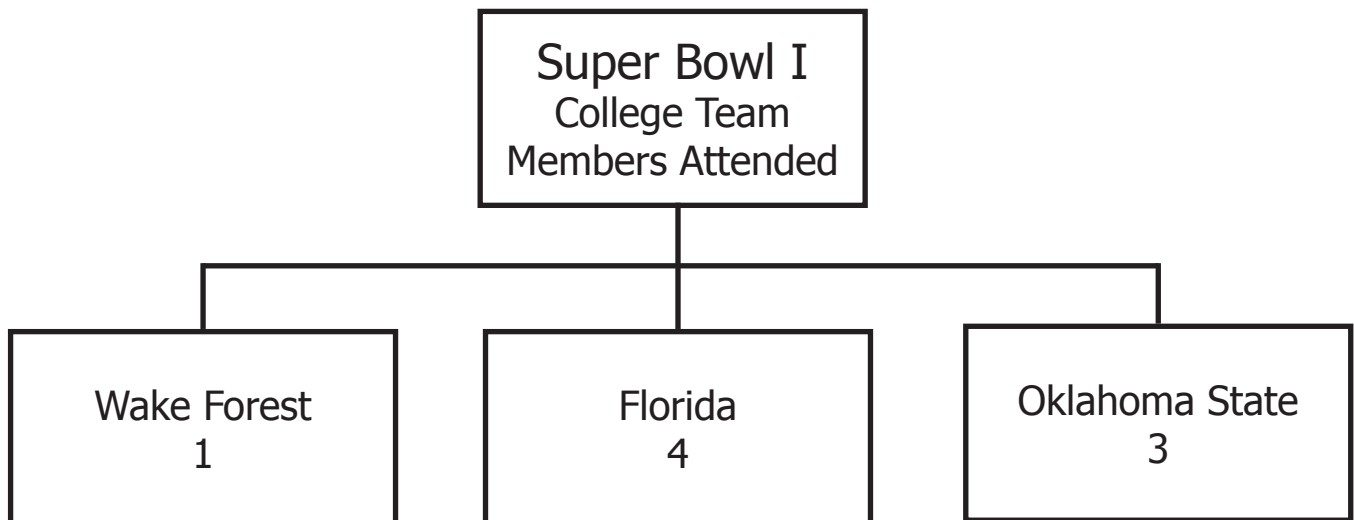 Super Bowl I
College Team
Members Attended
Wake Forest
1
Florida
4
Oklahoma State
3